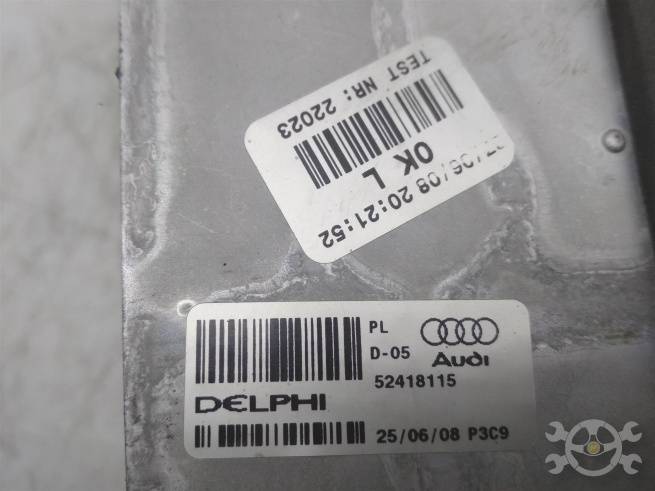 TEST NR: 22023
OK L
/06/08 20:21:52
PL
D-05 Audi
52418115
DELPHI
25/06/08 P3C9